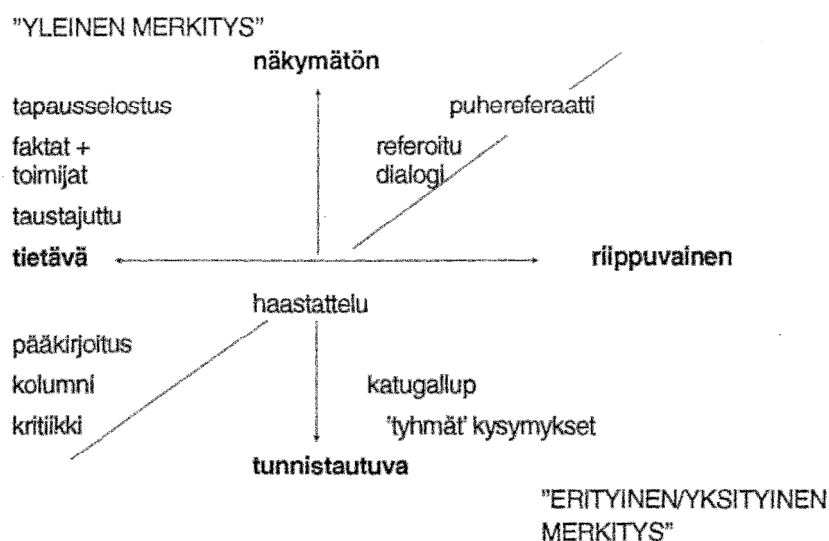 "YLEINEN MERKITYS"
näkymätön
tapausselostus
puhereferaatti
faktat +
toimijat
referoitu
dialogi
taustajuttu
tietävä
riippuvainen
haastattelu
pääkirjoitus
kolumni
katugallup
kritiikki
'tyhmät' kysymykset
tunnistautuva
"ERITYINEN/YKSITYINEN
MERKITYS"